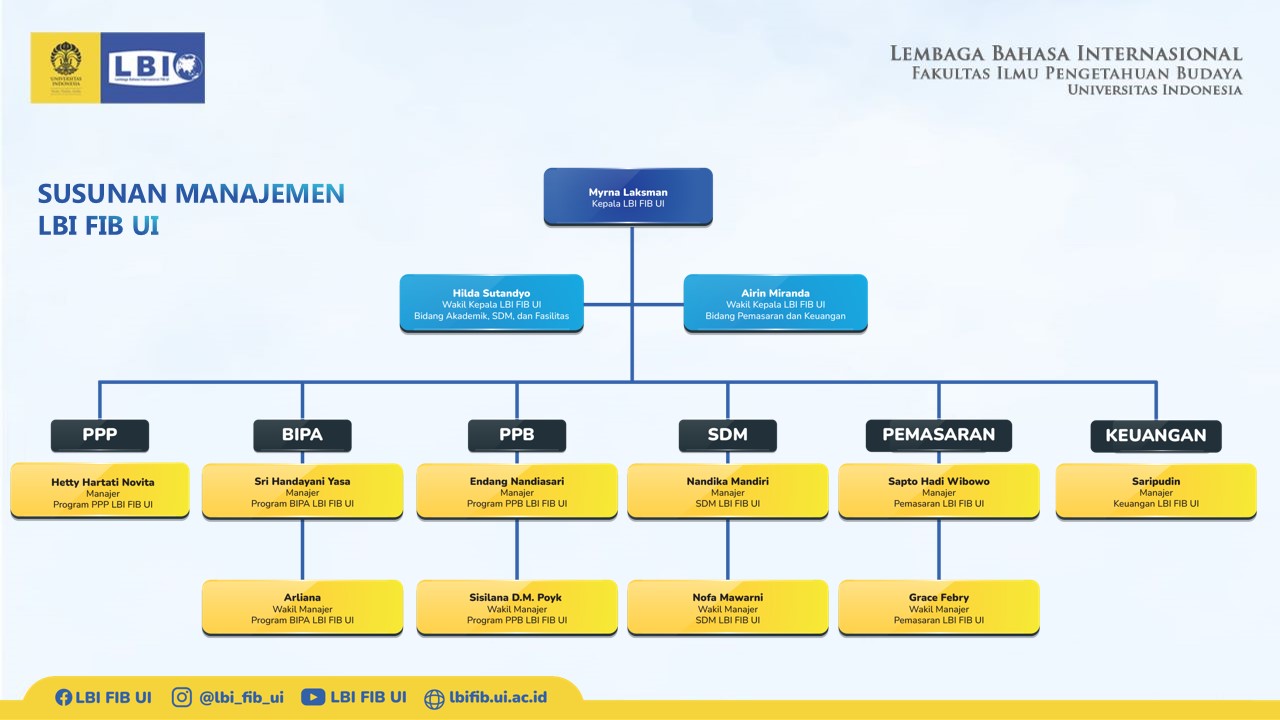 UNIVERSITAS
INDONESIA
LBI
Lembaga Bahasa Internasional FIB UI
LEMBAGA BAHASA INTERNASIONAL
FAKULTAS ILMU PENGETAHUAN BUDAYA
UNIVERSITAS INDONESIA
SUSUNAN MANAJEMEN
LBI FIB UI
Myrna Laksman
Kepala LBI FIB UI
Hilda Sutandyo
Wakil Kepala LBI FIB UI
Bidang Akademik, SDM, dan Fasilitas
Airin Miranda
Wakil Kepala LBI FIB UI
Bidang Pemasaran dan Keuangan
PPP
Hetty Hartati Novita
Manajer
Program PPP LBI FIB UI
BIPA
Sri Handayani Yasa
Manajer
Program BIPA LBI FIB UI
Arliana
Wakil Manajer
Program BIPA LBI FIB UI
PPB
Endang Nandiasari
Manajer
Program PPB LBI FIB UI
Sisilana D.M. Poyk
Wakil Manajer
Program PPB LBI FIB UI
SDM
Nandika Mandiri
Manajer
SDM LBI FIB UI
Nofa Mawarni
Wakil Manajer
SDM LBI FIB UI
PEMASARAN
Sapto Hadi Wibowo
Manajer
Pemasaran LBI FIB UI
Grace Febry
Wakil Manajer
Pemasaran LBI FIB UI
KEUANGAN
Saripudin
Manajer
Keuangan LBI FIB UI
LBI FIB UI
@lbi_fib_ui
LBI FIB UI
lbifib.ui.ac.id